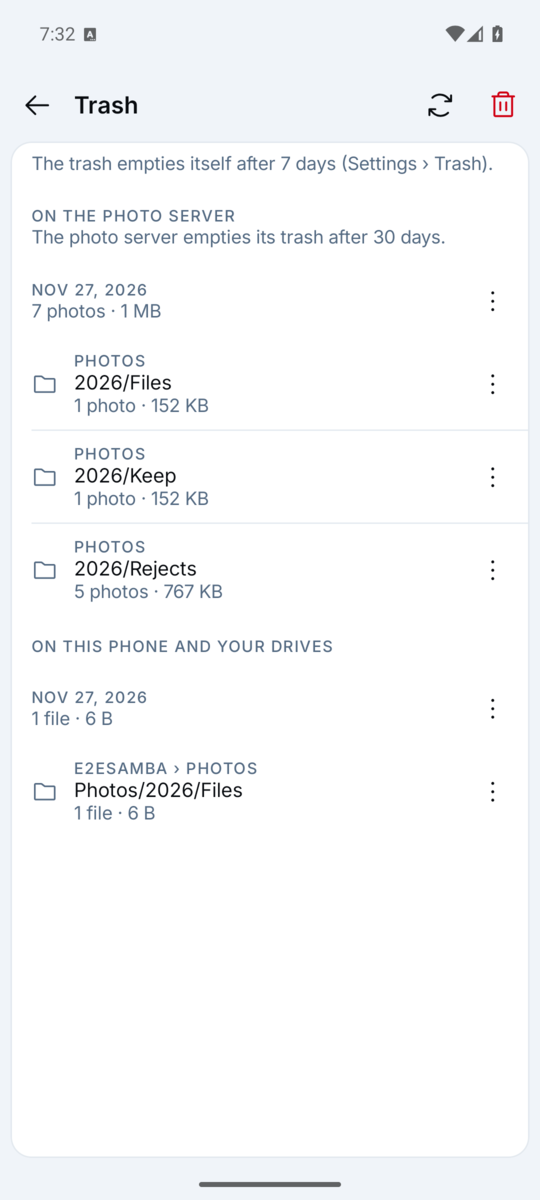 7:32
Trash
The trash empties itself after 7 days (Settings › Trash).
ON THE PHOTO SERVER
The photo server empties its trash after 30 days.
NOV 27, 2026
7 photos · 1 MB
PHOTOS
2026/Files
1 photo · 152 KB
PHOTOS
2026/Keep
1 photo · 152 KB
PHOTOS
2026/Rejects
5 photos · 767 KB
ON THIS PHONE AND YOUR DRIVES
NOV 27, 2026
1 file · 6 B
E2ESAMBA › PHOTOS
Photos/2026/Files
1 file · 6 B